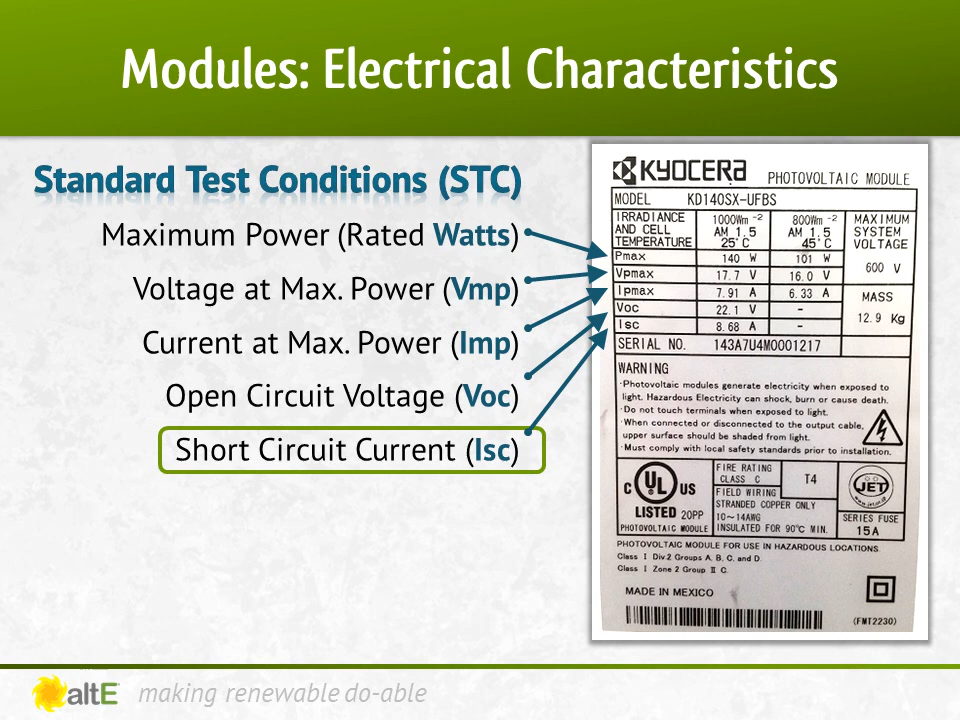 Modules: Electrical Characteristics
Standard Test Conditions (STC)
Maximum Power (Rated Watts)
Voltage at Max. Power (Vmp)
Current at Max. Power (Imp)
Open Circuit Voltage (Voc)
Short Circuit Current (Isc)
KYOCERA PHOTOVOLTAIC MODULE
MODEL KD140SX-UFBS
IRRADIANCE AND CELL TEMPERATURE
1000Wm⁻² AM 1.5 25°C
800Wm⁻² AM 1.5 45°C
MAXIMUM SYSTEM VOLTAGE
600 V
Pmax 140 W 101 W
Vpmax 17.7 V 16.0 V
Ipmax 7.91 A 6.33 A
Voc 22.1 V -
Isc 8.68 A -
MASS
12.9 Kg
SERIAL NO. 143A7U4M0001217
WARNING
·Photovoltaic modules generate electricity when exposed to
light. Hazardous Electricity can shock, burn or cause death.
·Do not touch terminals when exposed to light.
·When connected or disconnected to the output cable,
upper surface should be shaded from light.
·Must comply with local safety standards prior to installation.
C UL US
LISTED 20PP
PHOTOVOLTAIC MODULE
FIRE RATING
CLASS C
T4
FIELD WIRING
STRANDED COPPER ONLY
10~14AWG
INSULATED FOR 90°C MIN.
JET
www.jet.or.jp
SERIES FUSE
15A
PHOTOVOLTAIC MODULE FOR USE IN HAZARDOUS LOCATIONS
Class I Div.2 Groups A, B, C, and D.
Class I Zone 2 Group II C.
MADE IN MEXICO
(FMT2230)
altE making renewable do-able